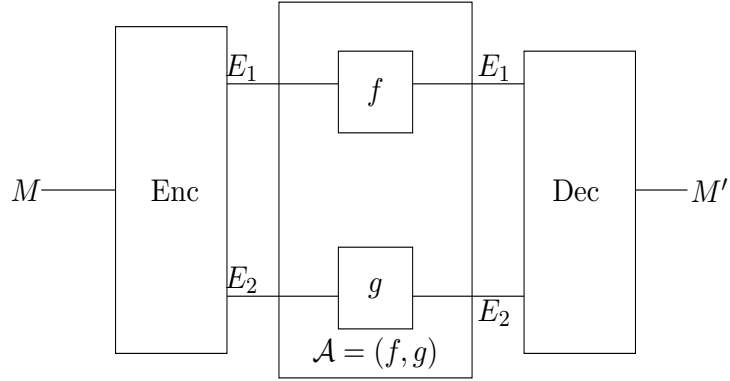 E₁ f E₁
M Enc Dec M′
E₂ g E₂
𝒜 = (f, g)